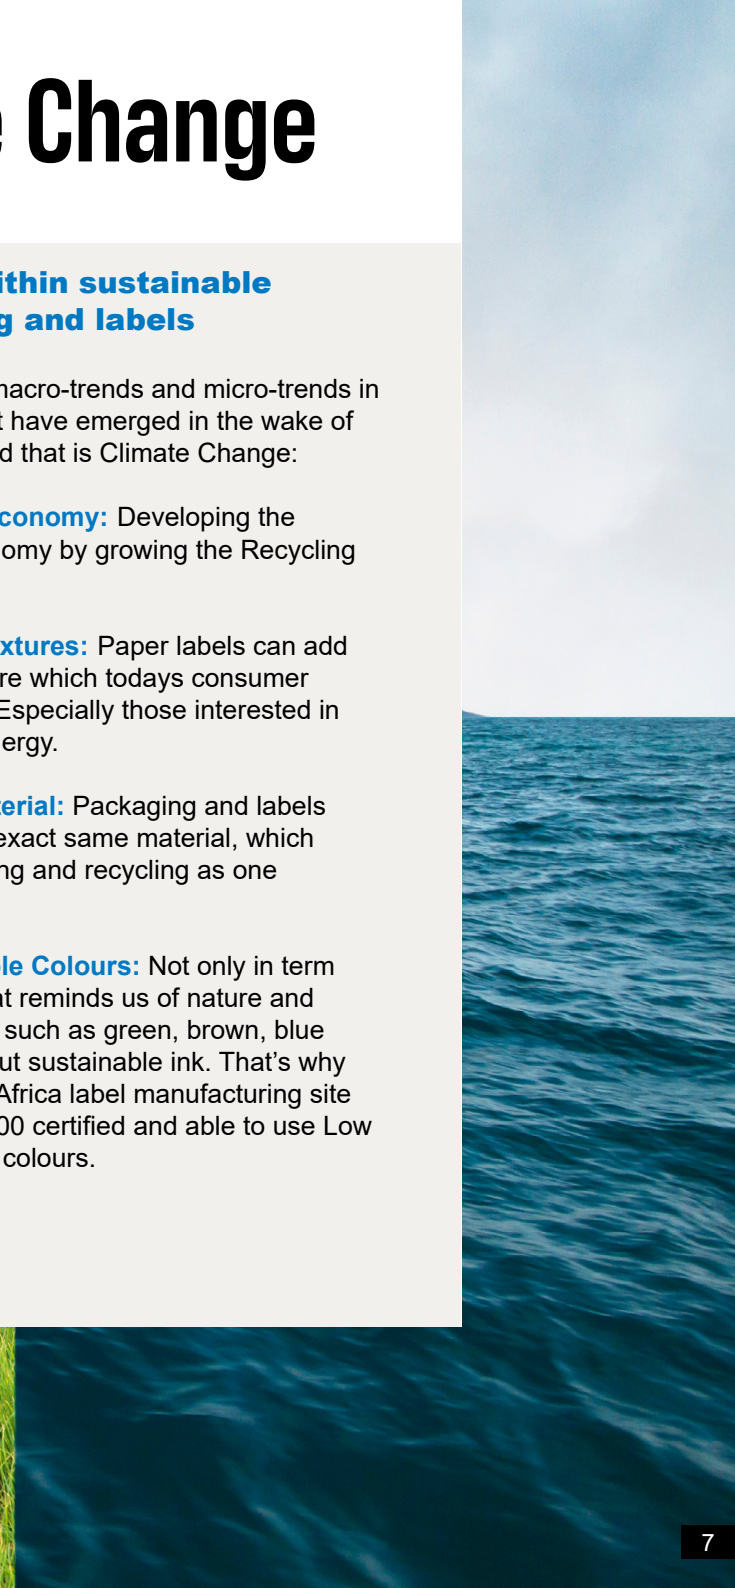 e Change
ithin sustainable
g and labels
macro-trends and micro-trends in
t have emerged in the wake of
d that is Climate Change:
conomy: Developing the
omy by growing the Recycling
xtures: Paper labels can add
re which todays consumer
Especially those interested in
ergy.
terial: Packaging and labels
exact same material, which
ng and recycling as one
le Colours: Not only in term
at reminds us of nature and
such as green, brown, blue
ut sustainable ink. That’s why
Africa label manufacturing site
00 certified and able to use Low
colours.
7